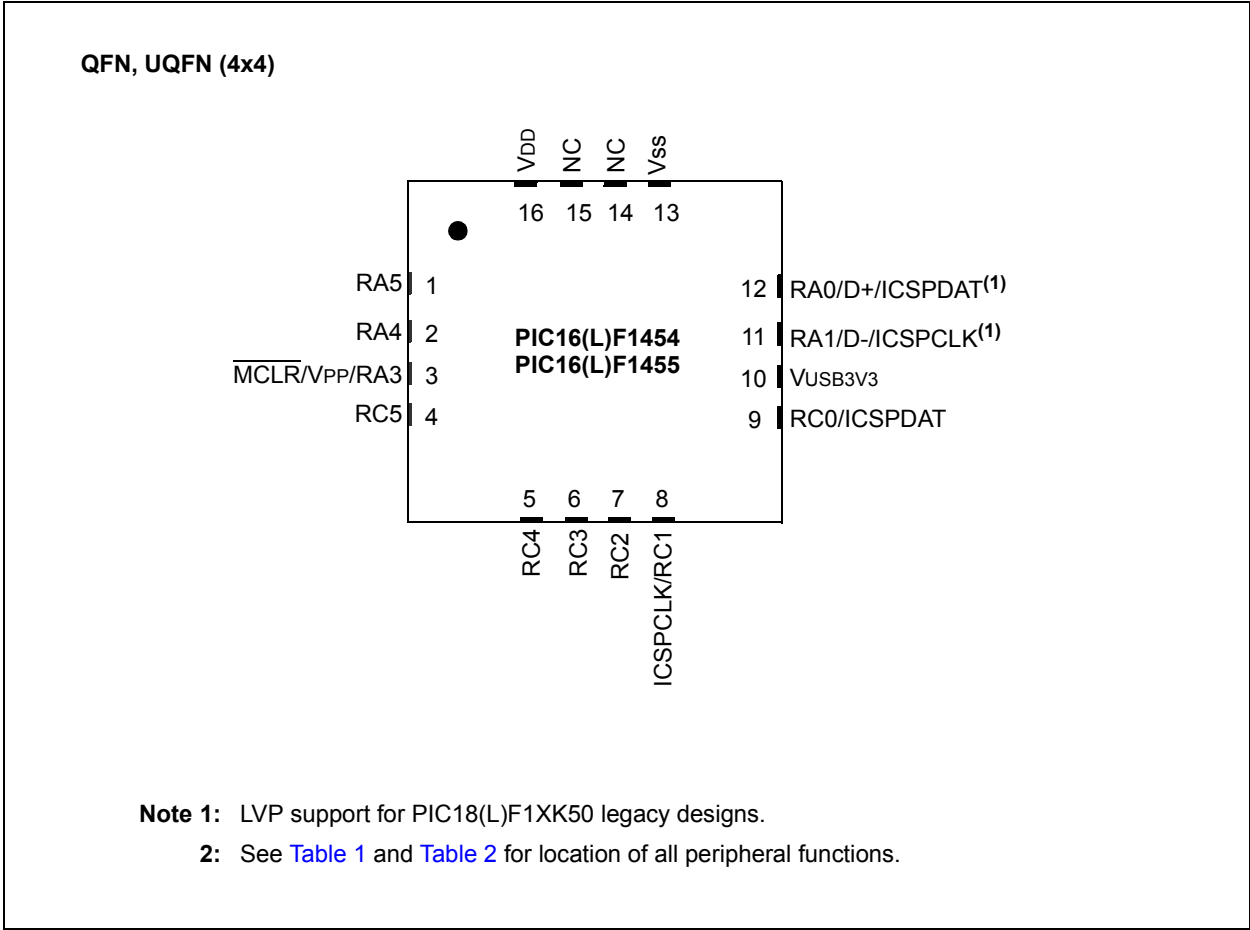 QFN, UQFN (4x4)
VDD
NC
NC
Vss
16 15 14 13
RA5 1
RA4 2
MCLR/VPP/RA3 3
RC5 4
PIC16(L)F1454
PIC16(L)F1455
12 RA0/D+/ICSPDAT(1)
11 RA1/D-/ICSPCLK(1)
10 VUSB3V3
9 RC0/ICSPDAT
5 6 7 8
RC4
RC3
RC2
ICSPCLK/RC1
Note 1: LVP support for PIC18(L)F1XK50 legacy designs.
2: See Table 1 and Table 2 for location of all peripheral functions.